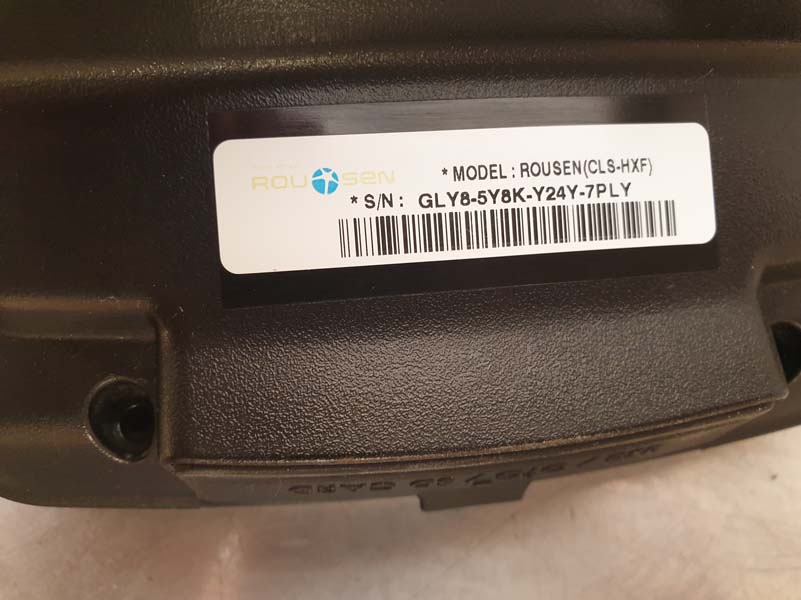 ROUSEN
* MODEL : ROUSEN(CLS-HXF)
* S/N : GLY8-5Y8K-Y24Y-7PLY